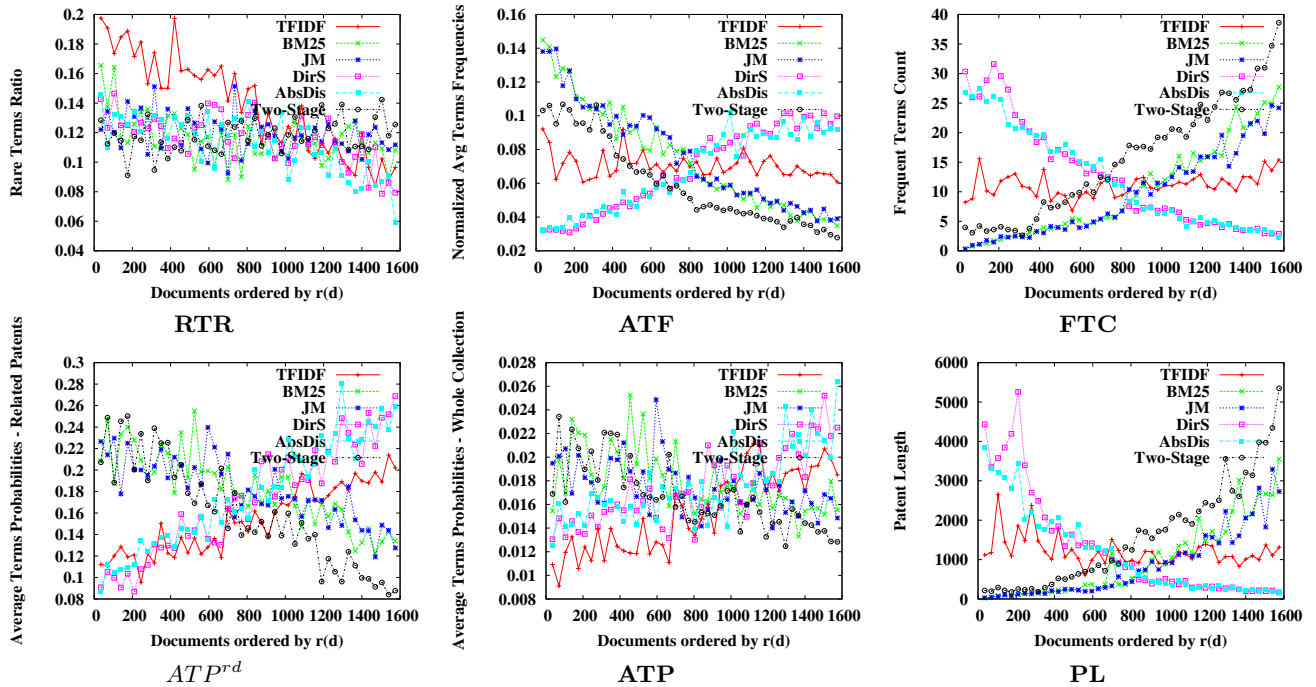 Rare Terms Ratio
0.2
0.18
0.16
0.14
0.12
0.1
0.08
0.06
0.04
TFIDF
BM25
JM
DirS
AbsDis
Two-Stage
0 200 400 600 800 1000 1200 1400 1600
Documents ordered by r(d)
RTR
Normalized Avg Terms Frequencies
0.16
0.14
0.12
0.1
0.08
0.06
0.04
0.02
TFIDF
BM25
JM
DirS
AbsDis
Two-Stage
0 200 400 600 800 1000 1200 1400 1600
Documents ordered by r(d)
ATF
Frequent Terms Count
40
35
30
25
20
15
10
5
0
TFIDF
BM25
JM
DirS
AbsDis
Two-Stage
0 200 400 600 800 1000 1200 1400 1600
Documents ordered by r(d)
FTC
Average Terms Probabilities - Related Patents
0.3
0.28
0.26
0.24
0.22
0.2
0.18
0.16
0.14
0.12
0.1
0.08
TFIDF
BM25
JM
DirS
AbsDis
Two-Stage
0 200 400 600 800 1000 1200 1400 1600
Documents ordered by r(d)
ATP^{rd}
Average Terms Probabilities - Whole Collection
0.028
0.026
0.024
0.022
0.02
0.018
0.016
0.014
0.012
0.01
0.008
TFIDF
BM25
JM
DirS
AbsDis
Two-Stage
0 200 400 600 800 1000 1200 1400 1600
Documents ordered by r(d)
ATP
Patent Length
6000
5000
4000
3000
2000
1000
0
TFIDF
BM25
JM
DirS
AbsDis
Two-Stage
0 200 400 600 800 1000 1200 1400 1600
Documents ordered by r(d)
PL